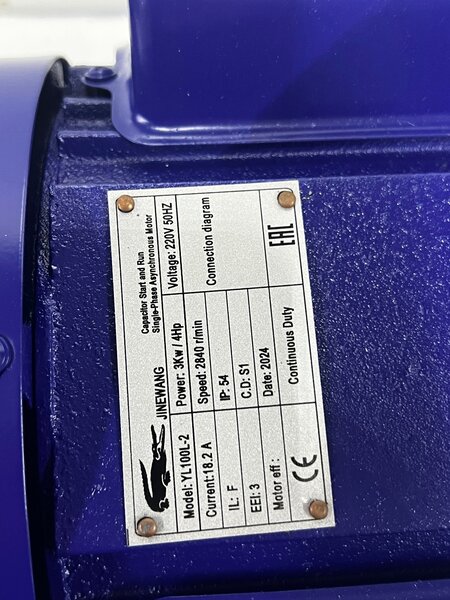 JINEWANG
Capacitor Start and Run
Single-Phase Asynchronous Motor
Model: YL100L-2 Power: 3Kw / 4Hp Voltage: 220V 50HZ
Current:18.2 A Speed: 2840 r/min
IL: F IP: 54 Connection diagram
EEI: 3 C.D: S1
Motor eff : Date: 2024
CE Continuous Duty EAC